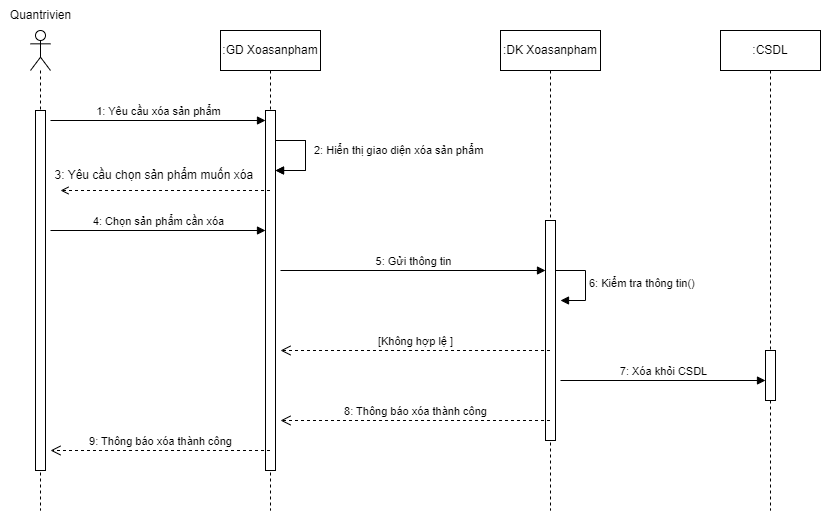 Quantrivien
:GD Xoasanpham
:DK Xoasanpham
:CSDL
1: Yêu cầu xóa sản phẩm
2: Hiển thị giao diện xóa sản phẩm
3: Yêu cầu chọn sản phẩm muốn xóa
4: Chọn sản phẩm cần xóa
5: Gửi thông tin
6: Kiểm tra thông tin()
[Không hợp lệ ]
7: Xóa khỏi CSDL
8: Thông báo xóa thành công
9: Thông báo xóa thành công